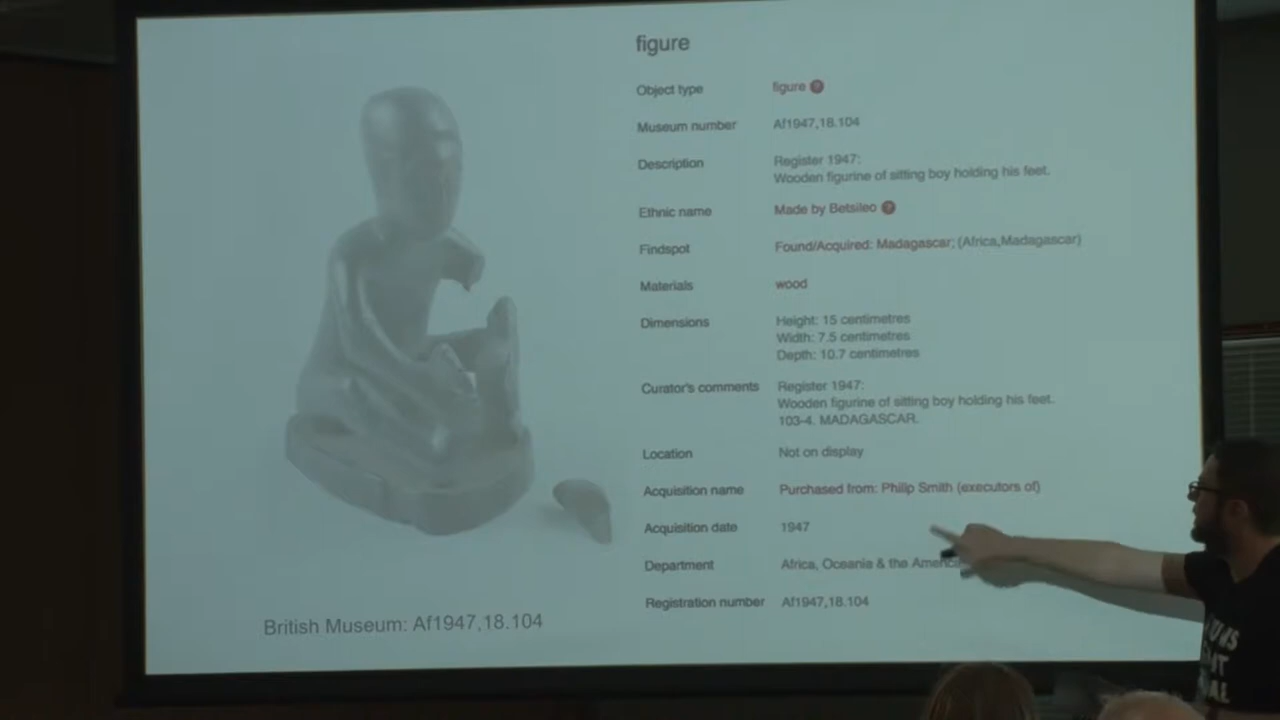 figure
Object type figure ?
Museum number Af1947,18.104
Description Register 1947:
Wooden figurine of sitting boy holding his feet.
Ethnic name Made by Betsileo ?
Findspot Found/Acquired: Madagascar; (Africa,Madagascar)
Materials wood
Dimensions Height: 15 centimetres
Width: 7.5 centimetres
Depth: 10.7 centimetres
Curator's comments Register 1947:
Wooden figurine of sitting boy holding his feet.
103-4. MADAGASCAR.
Location Not on display
Acquisition name Purchased from: Philip Smith (executors of)
Acquisition date 1947
Department Africa, Oceania & the
Registration number Af1947,18.104
British Museum: Af1947,18.104